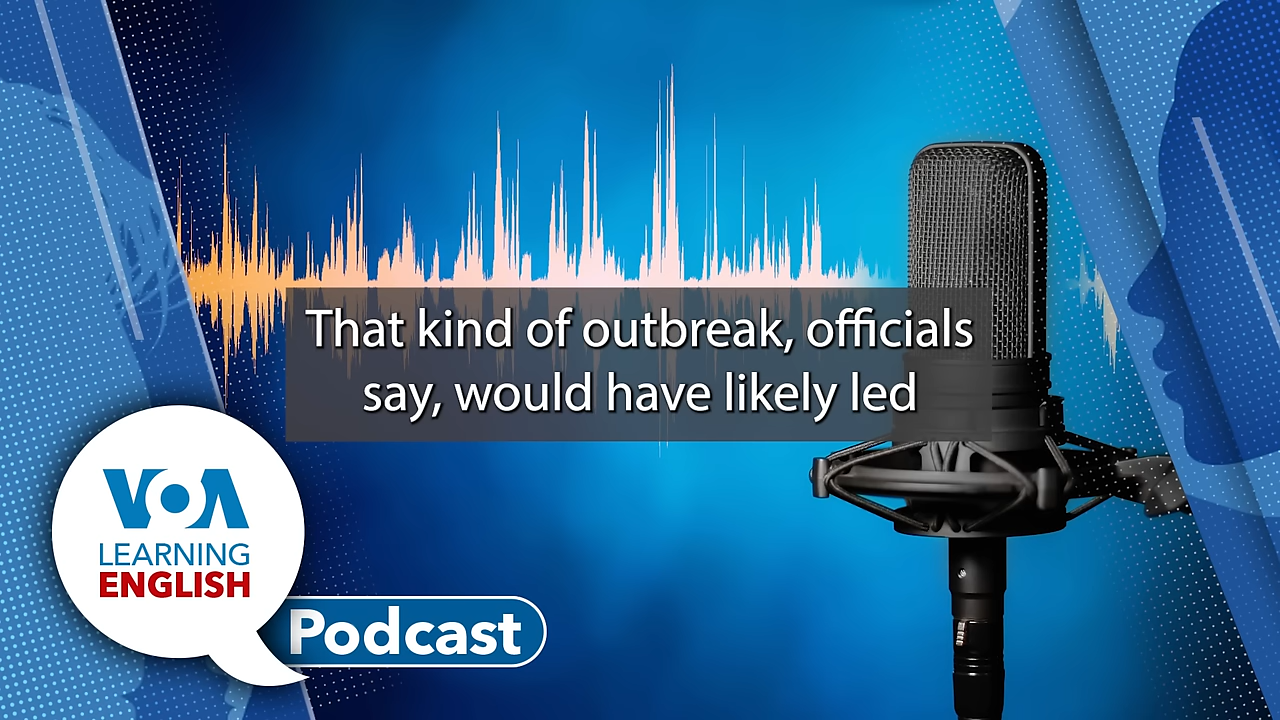 That kind of outbreak, officials
say, would have likely led
VOA
LEARNING
ENGLISH
Podcast